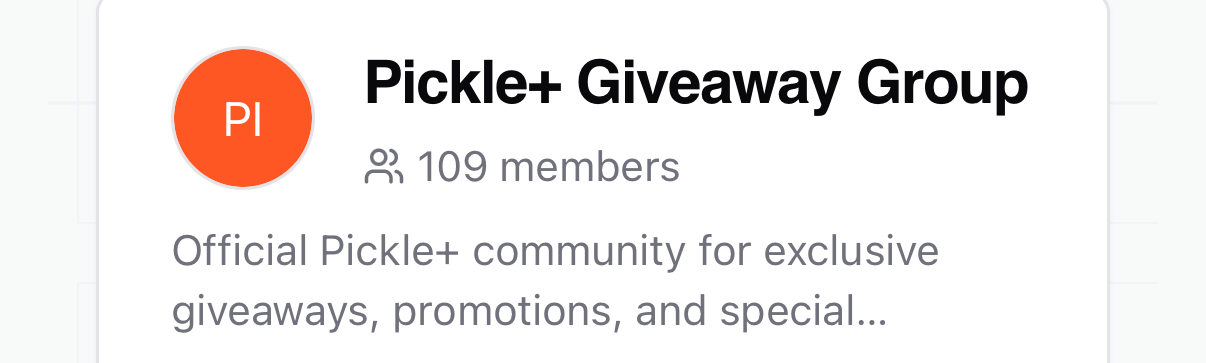 PI
Pickle+ Giveaway Group
109 members
Official Pickle+ community for exclusive
giveaways, promotions, and special...